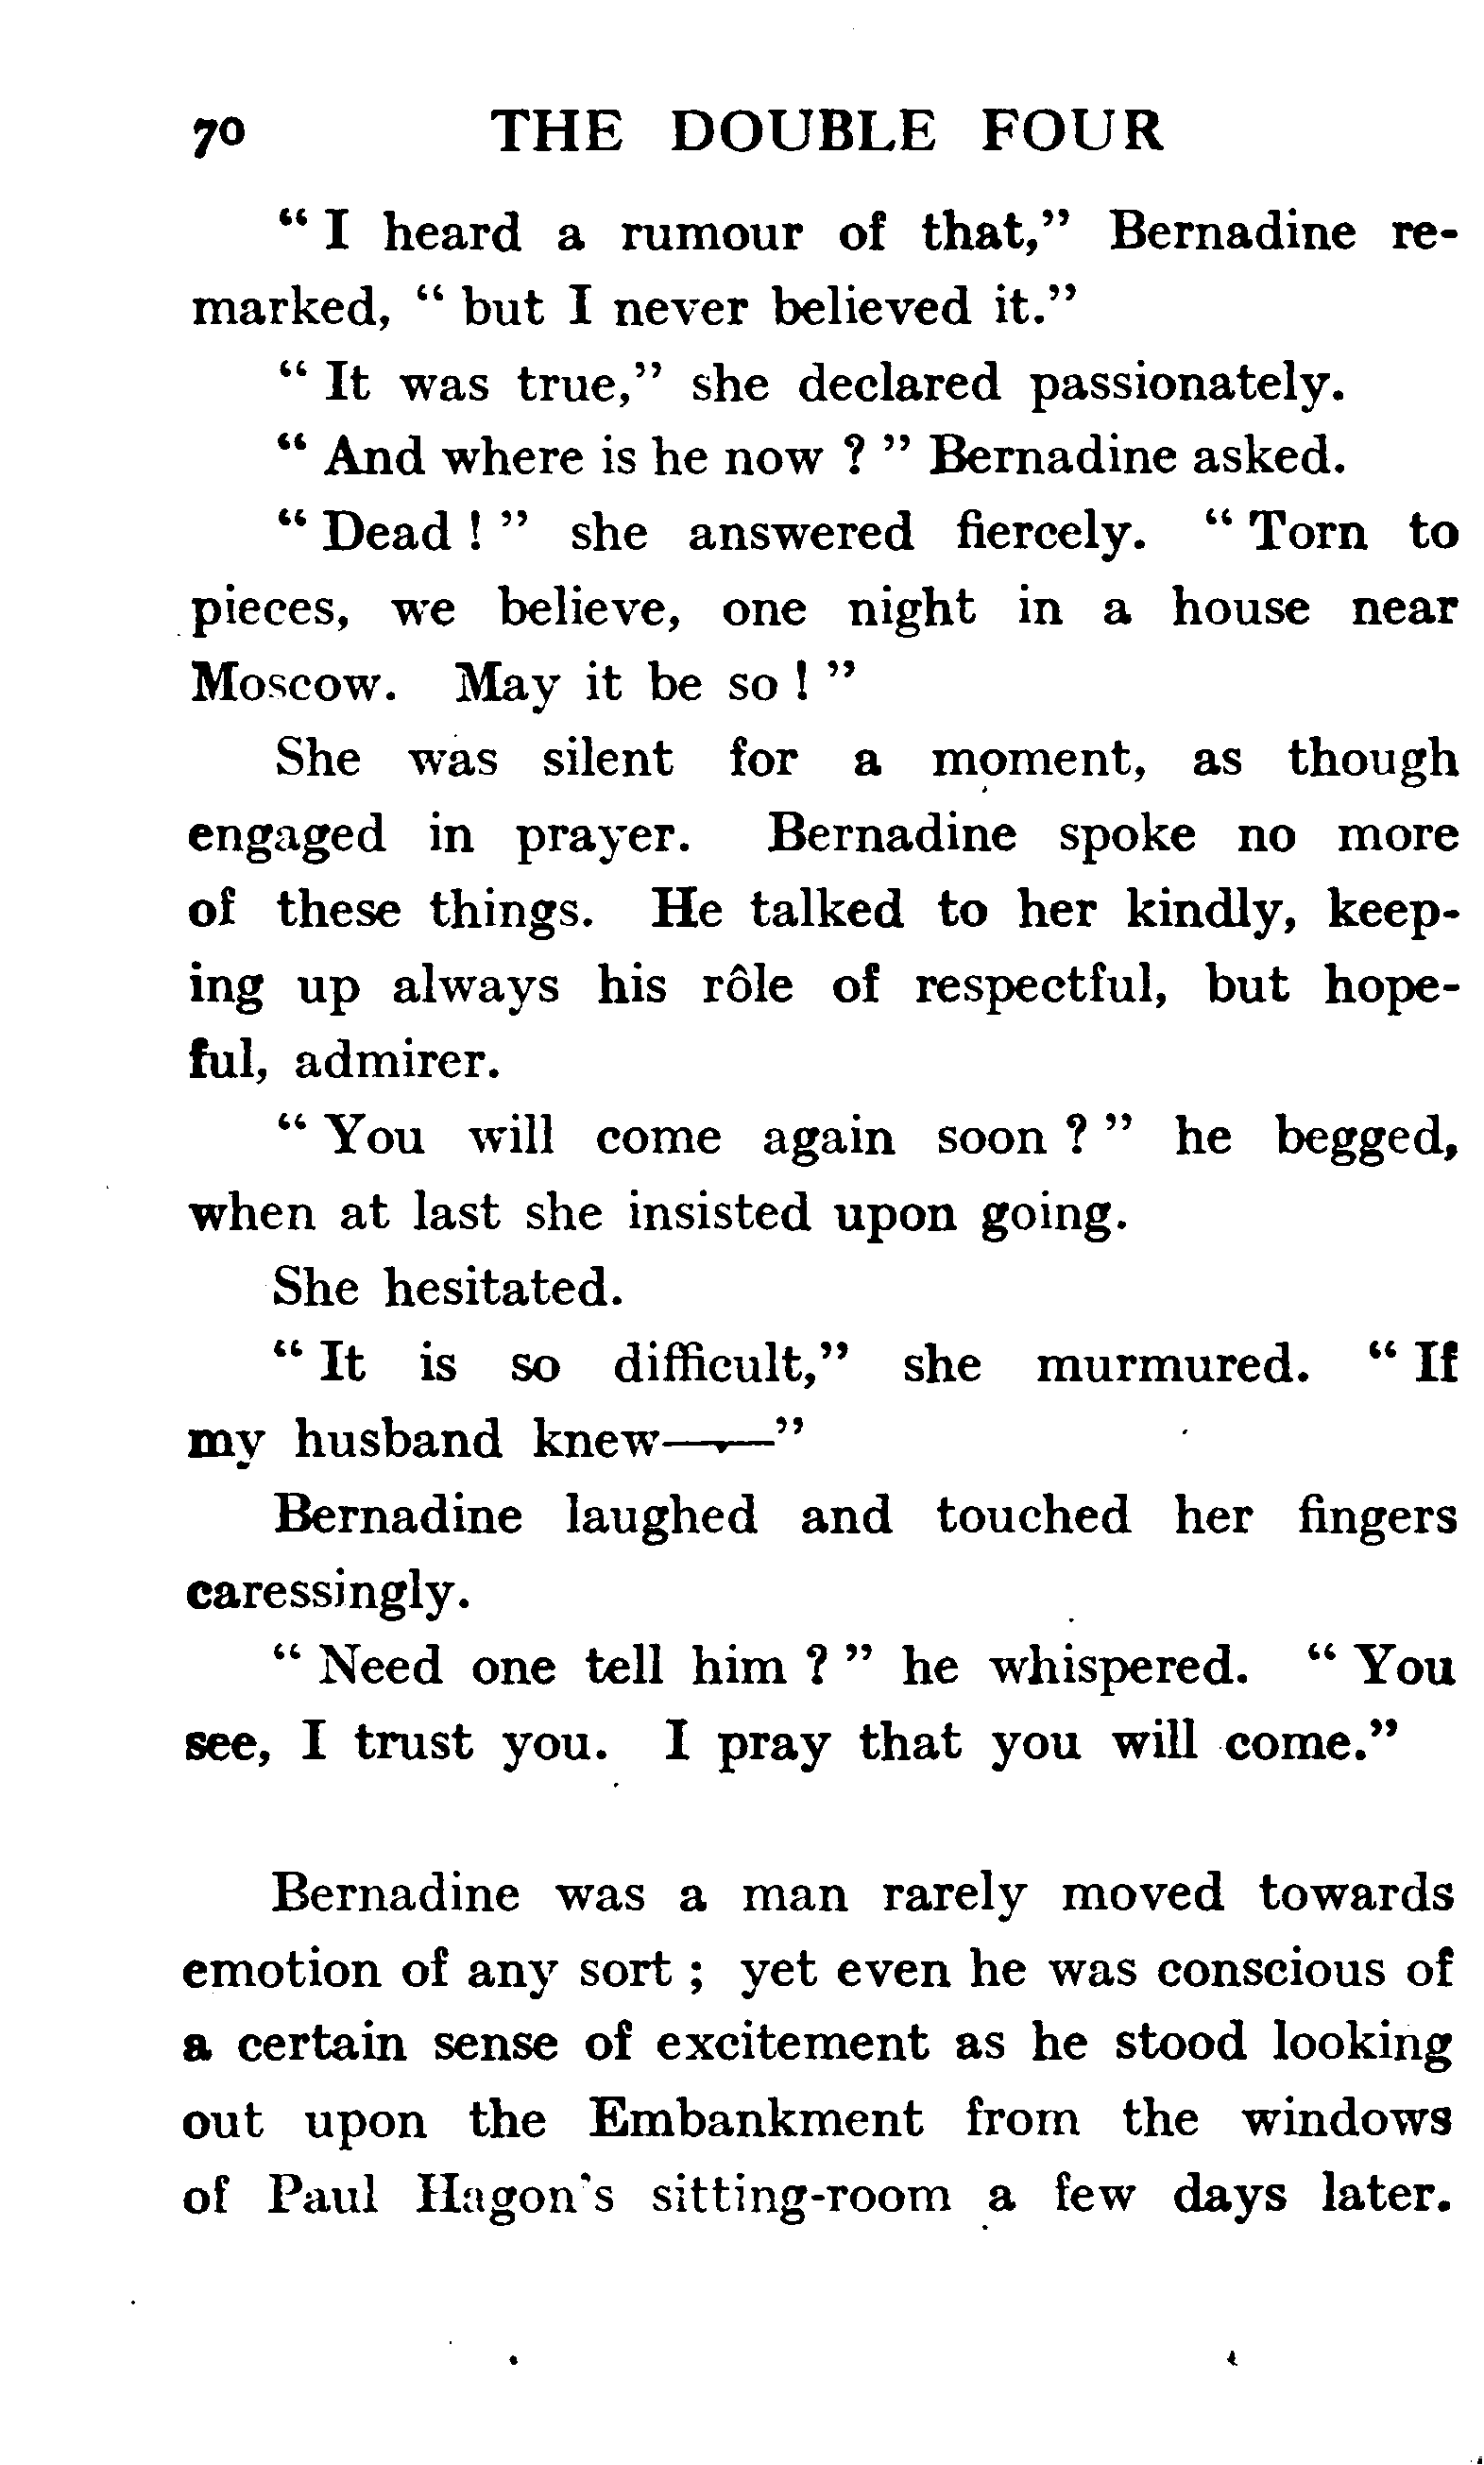 70 THE DOUBLE FOUR
“ I heard a rumour of that,” Bernadine re-
marked, “ but I never believed it.”
“ It was true,” she declared passionately.
“ And where is he now ? ” Bernadine asked.
“ Dead ! ” she answered fiercely. “ Torn to
pieces, we believe, one night in a house near
Moscow. May it be so ! ”
She was silent for a moment, as though
engaged in prayer. Bernadine spoke no more
of these things. He talked to her kindly, keep-
ing up always his rôle of respectful, but hope-
ful, admirer.
“ You will come again soon ? ” he begged,
when at last she insisted upon going.
She hesitated.
“ It is so difficult,” she murmured. “ If
my husband knew——”
Bernadine laughed and touched her fingers
caressingly.
“ Need one tell him ? ” he whispered. “ You
see, I trust you. I pray that you will come.”
Bernadine was a man rarely moved towards
emotion of any sort ; yet even he was conscious of
a certain sense of excitement as he stood looking
out upon the Embankment from the windows
of Paul Hagon's sitting-room a few days later.